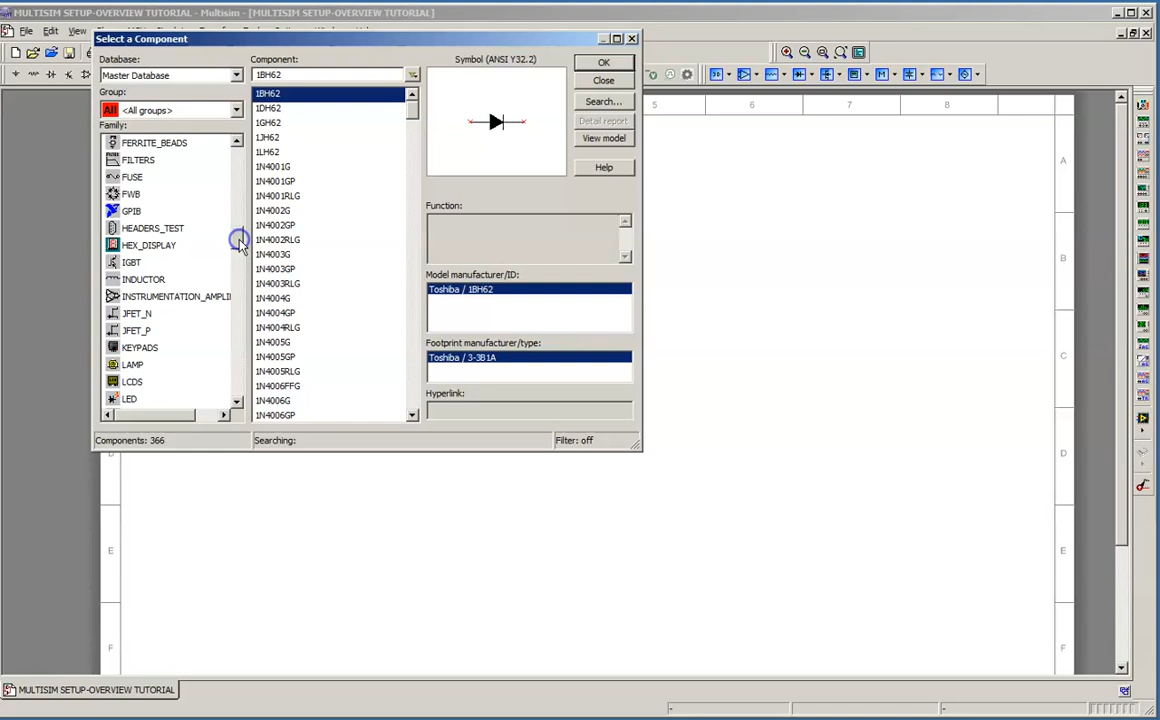 MULTISIM SETUP-OVERVIEW TUTORIAL - Multisim - [MULTISIM SETUP-OVERVIEW TUTORIAL]
File Edit View
Select a Component
Database:
Master Database
Group:
All <All groups>
Family:
FERRITE_BEADS
FILTERS
FUSE
FWB
GPIB
HEADERS_TEST
HEX_DISPLAY
IGBT
INDUCTOR
INSTRUMENTATION_AMPLI
JFET_N
JFET_P
KEYPADS
LAMP
LCDS
LED
Component:
1BH62
1BH62
1DH62
1GH62
1JH62
1LH62
1N4001G
1N4001GP
1N4001RLG
1N4002G
1N4002GP
1N4002RLG
1N4003G
1N4003GP
1N4003RLG
1N4004G
1N4004GP
1N4004RLG
1N4005G
1N4005GP
1N4005RLG
1N4006FFG
1N4006G
1N4006GP
Symbol (ANSI Y32.2)
Function:
Model manufacturer/ID:
Toshiba / 1BH62
Footprint manufacturer/type:
Toshiba / 3-3B1A
Hyperlink:
OK
Close
Search...
Detail report
View model
Help
Components: 366
Searching:
Filter: off
5 6 7 8
A
B
C
D
E
F
A
B
C
D
E
F
MULTISIM SETUP-OVERVIEW TUTORIAL